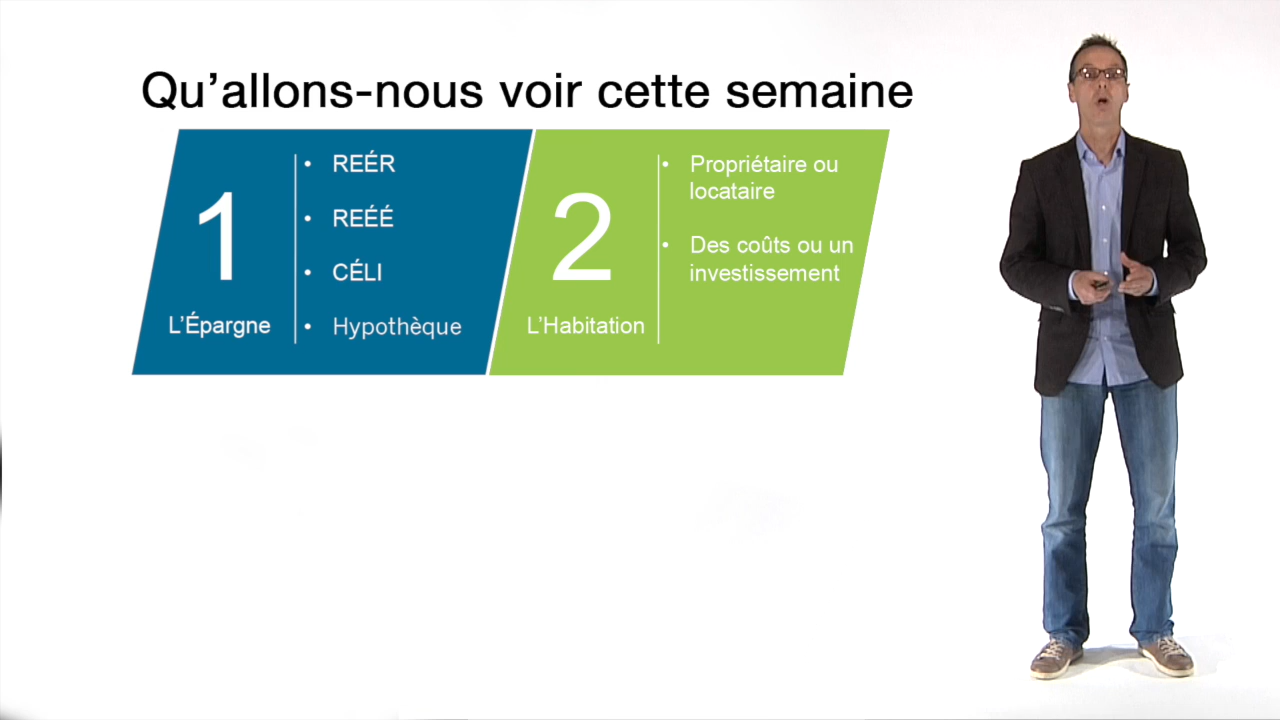 Qu’allons-nous voir cette semaine
1
L’Épargne
• REÉR
• REÉÉ
• CÉLI
• Hypothèque
2
L’Habitation
• Propriétaire ou
locataire
• Des coûts ou un
investissement